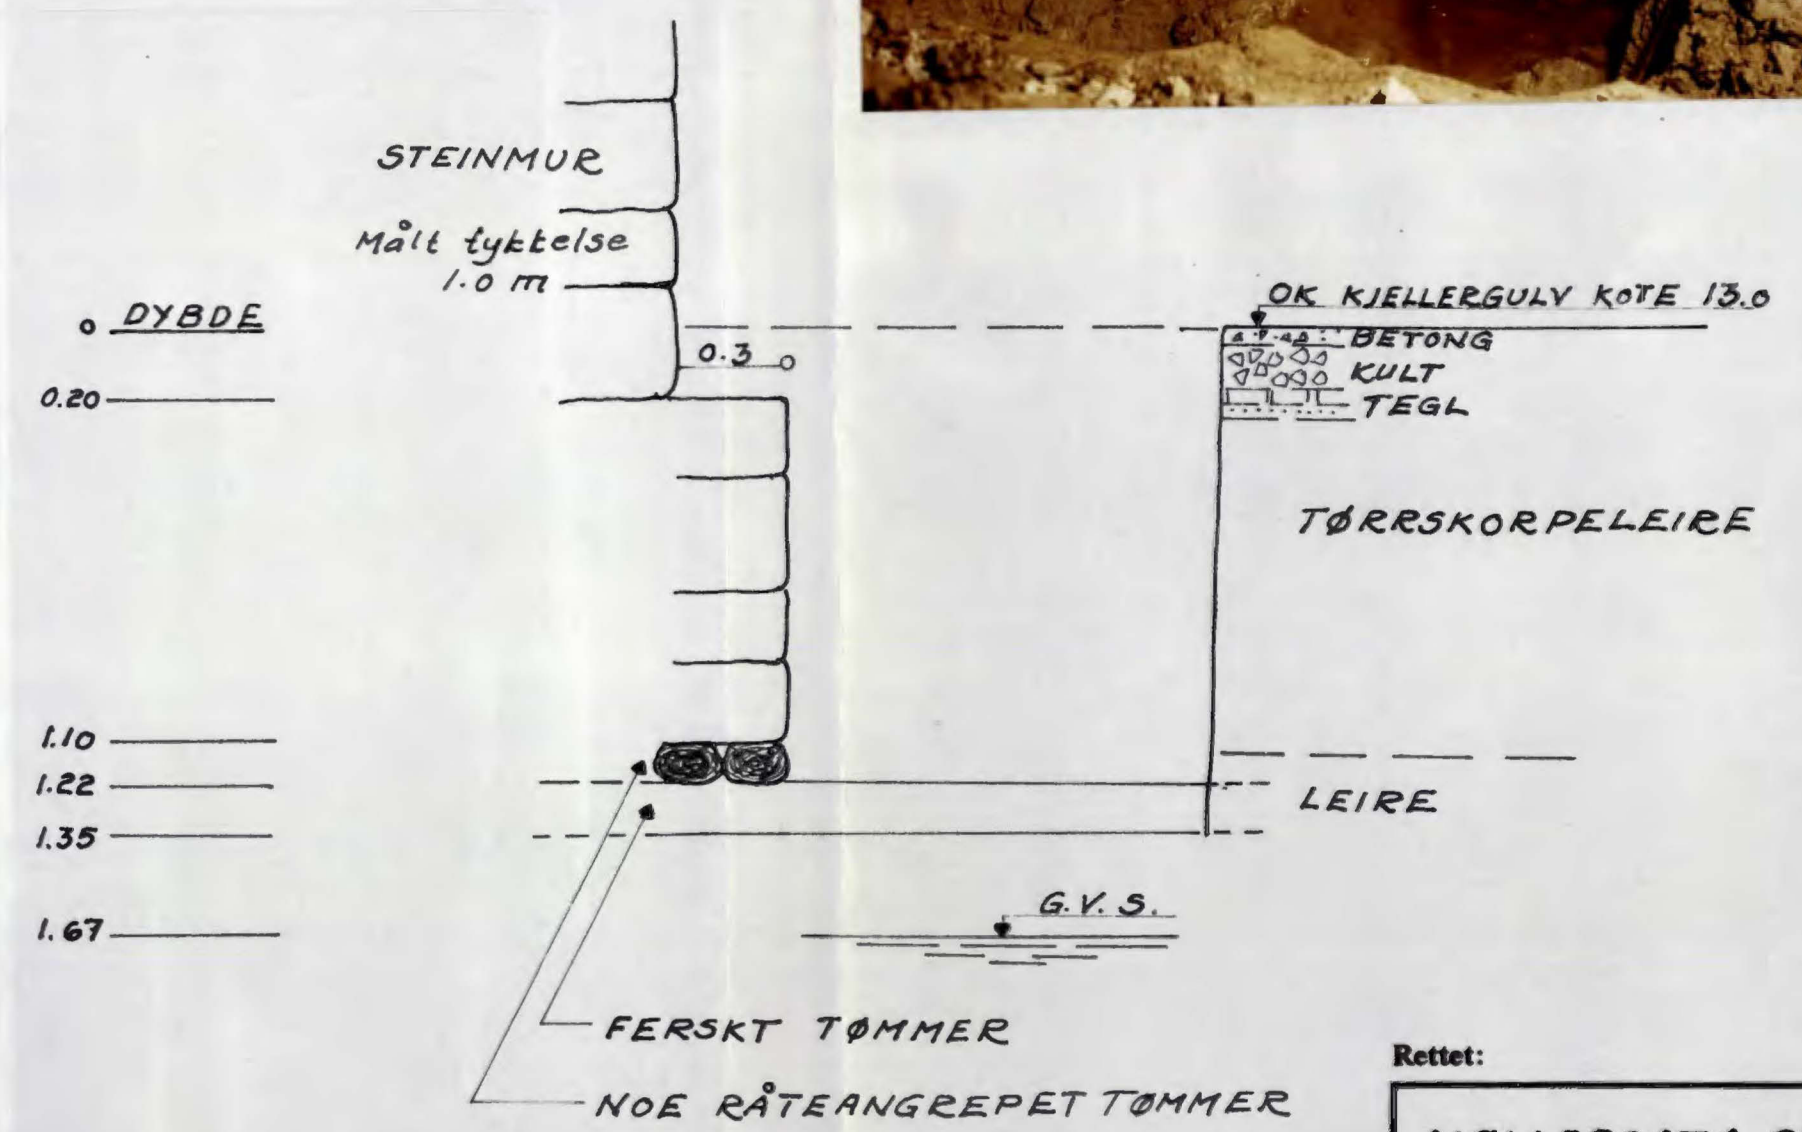 STEINMUR
Målt tykkelse
1.0 m
OK KJELLERGULV KOTE 13.0
0 DYBDE
BETONG
0.3
KULT
0.20
TEGL
TØRRSKORPELEIRE
1.10
1.22
LEIRE
1.35
G.V.S.
1.67
FERSKT TØMMER
Rettet:
NOE RÅTEANGREPET TØMMER